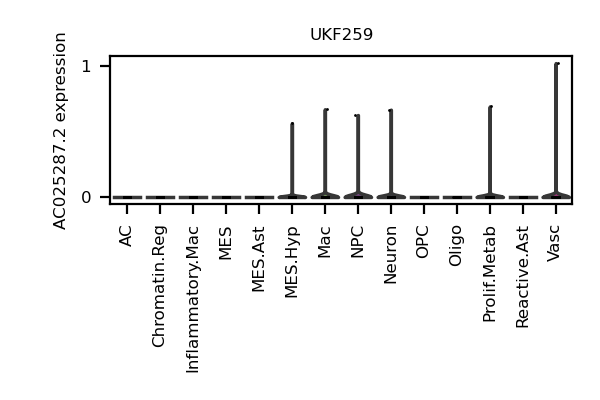 UKF259
AC025287.2 expression
1
0
AC
Chromatin.Reg
Inflammatory.Mac
MES
MES.Ast
MES.Hyp
Mac
NPC
Neuron
OPC
Oligo
Prolif.Metab
Reactive.Ast
Vasc